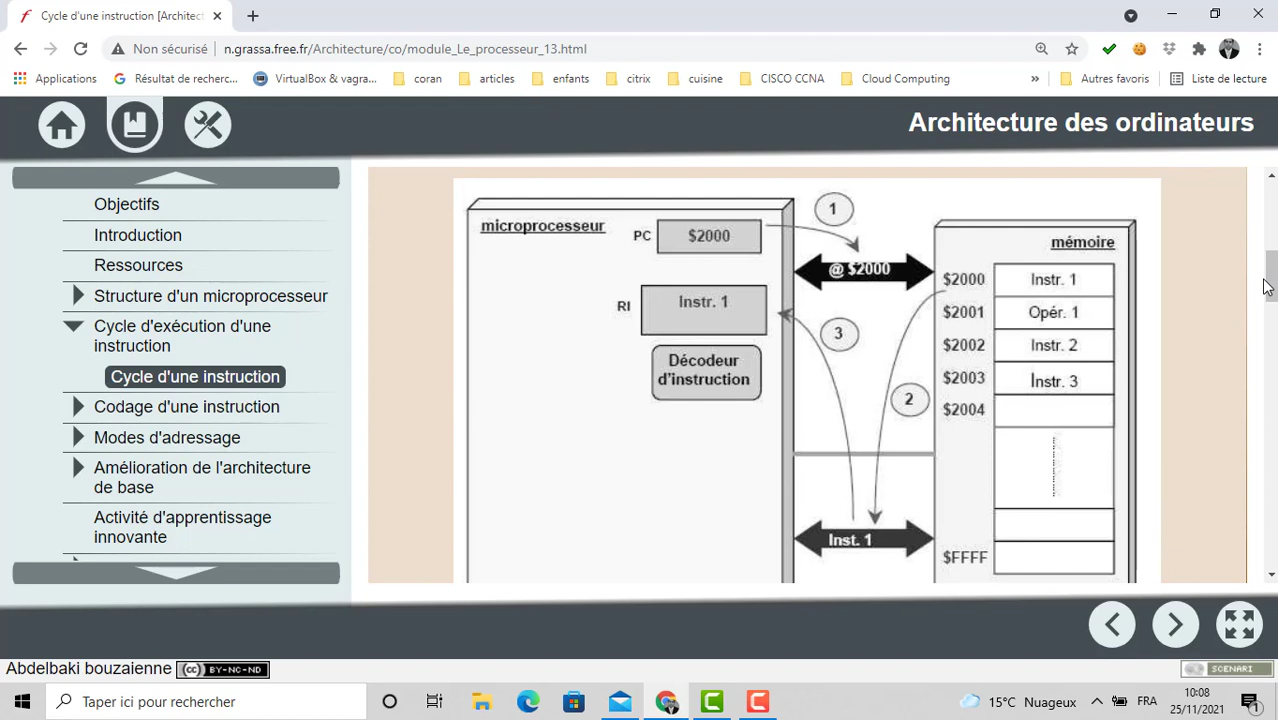 Cycle d'une instruction [Architect
Non sécurisé
n.grassa.free.fr/Architecture/co/module_Le_processeur_13.html
Applications
Résultat de recherc...
VirtualBox & vagra...
coran
articles
enfants
citrix
cuisine
CISCO CCNA
Cloud Computing
»
Autres favoris
Liste de lecture
Architecture des ordinateurs
Objectifs
Introduction
Ressources
Structure d'un microprocesseur
Cycle d'exécution d'une
instruction
Cycle d'une instruction
Codage d'une instruction
Modes d'adressage
Amélioration de l'architecture
de base
Activité d'apprentissage
innovante
microprocesseur
PC
$2000
RI
Instr. 1
Décodeur
d'instruction
1
@ $2000
3
2
Inst. 1
mémoire
$2000 Instr. 1
$2001 Opér. 1
$2002 Instr. 2
$2003 Instr. 3
$2004
$FFFF
Abdelbaki bouzaienne
cc BY-NC-ND
SCENARI
Taper ici pour rechercher
15°C Nuageux
FRA
10:08
25/11/2021
1